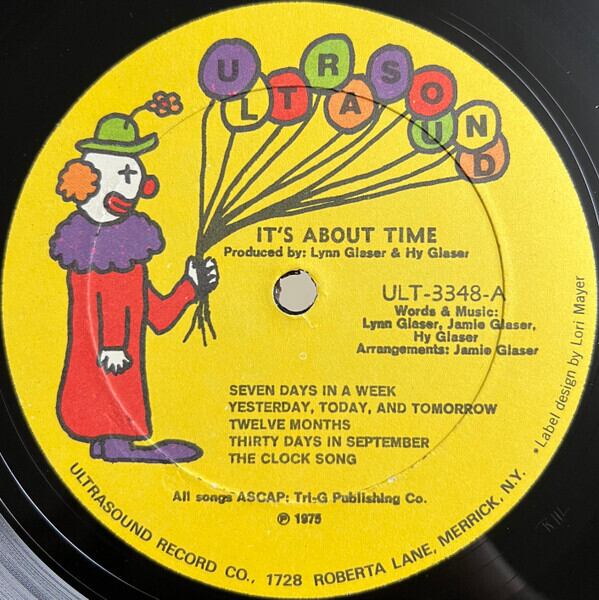 ULTRASOUND
IT'S ABOUT TIME
Produced by: Lynn Glaser & Hy Glaser
ULT-3348-A
Words & Music:
Lynn Glaser, Jamie Glaser,
Hy Glaser
Arrangements: Jamie Glaser
SEVEN DAYS IN A WEEK
YESTERDAY, TODAY, AND TOMORROW
TWELVE MONTHS
THIRTY DAYS IN SEPTEMBER
THE CLOCK SONG
All songs ASCAP: Tri-G Publishing Co.
℗ 1975
ULTRASOUND RECORD CO., 1728 ROBERTA LANE, MERRICK, N.Y.
*Label design by Lori Mayer